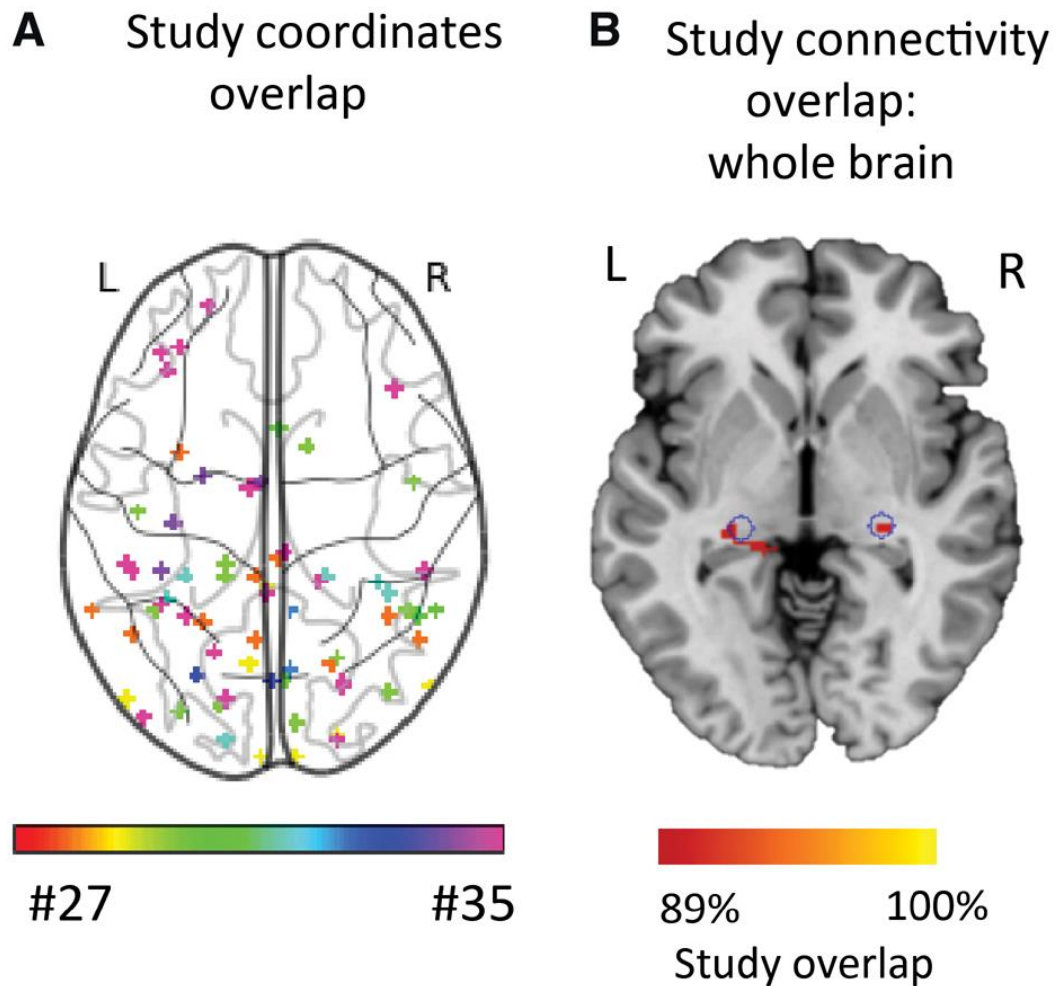 A
Study coordinates
overlap
L
R
#27
#35
B
Study connectivity
overlap:
whole brain
L
R
89%
100%
Study overlap